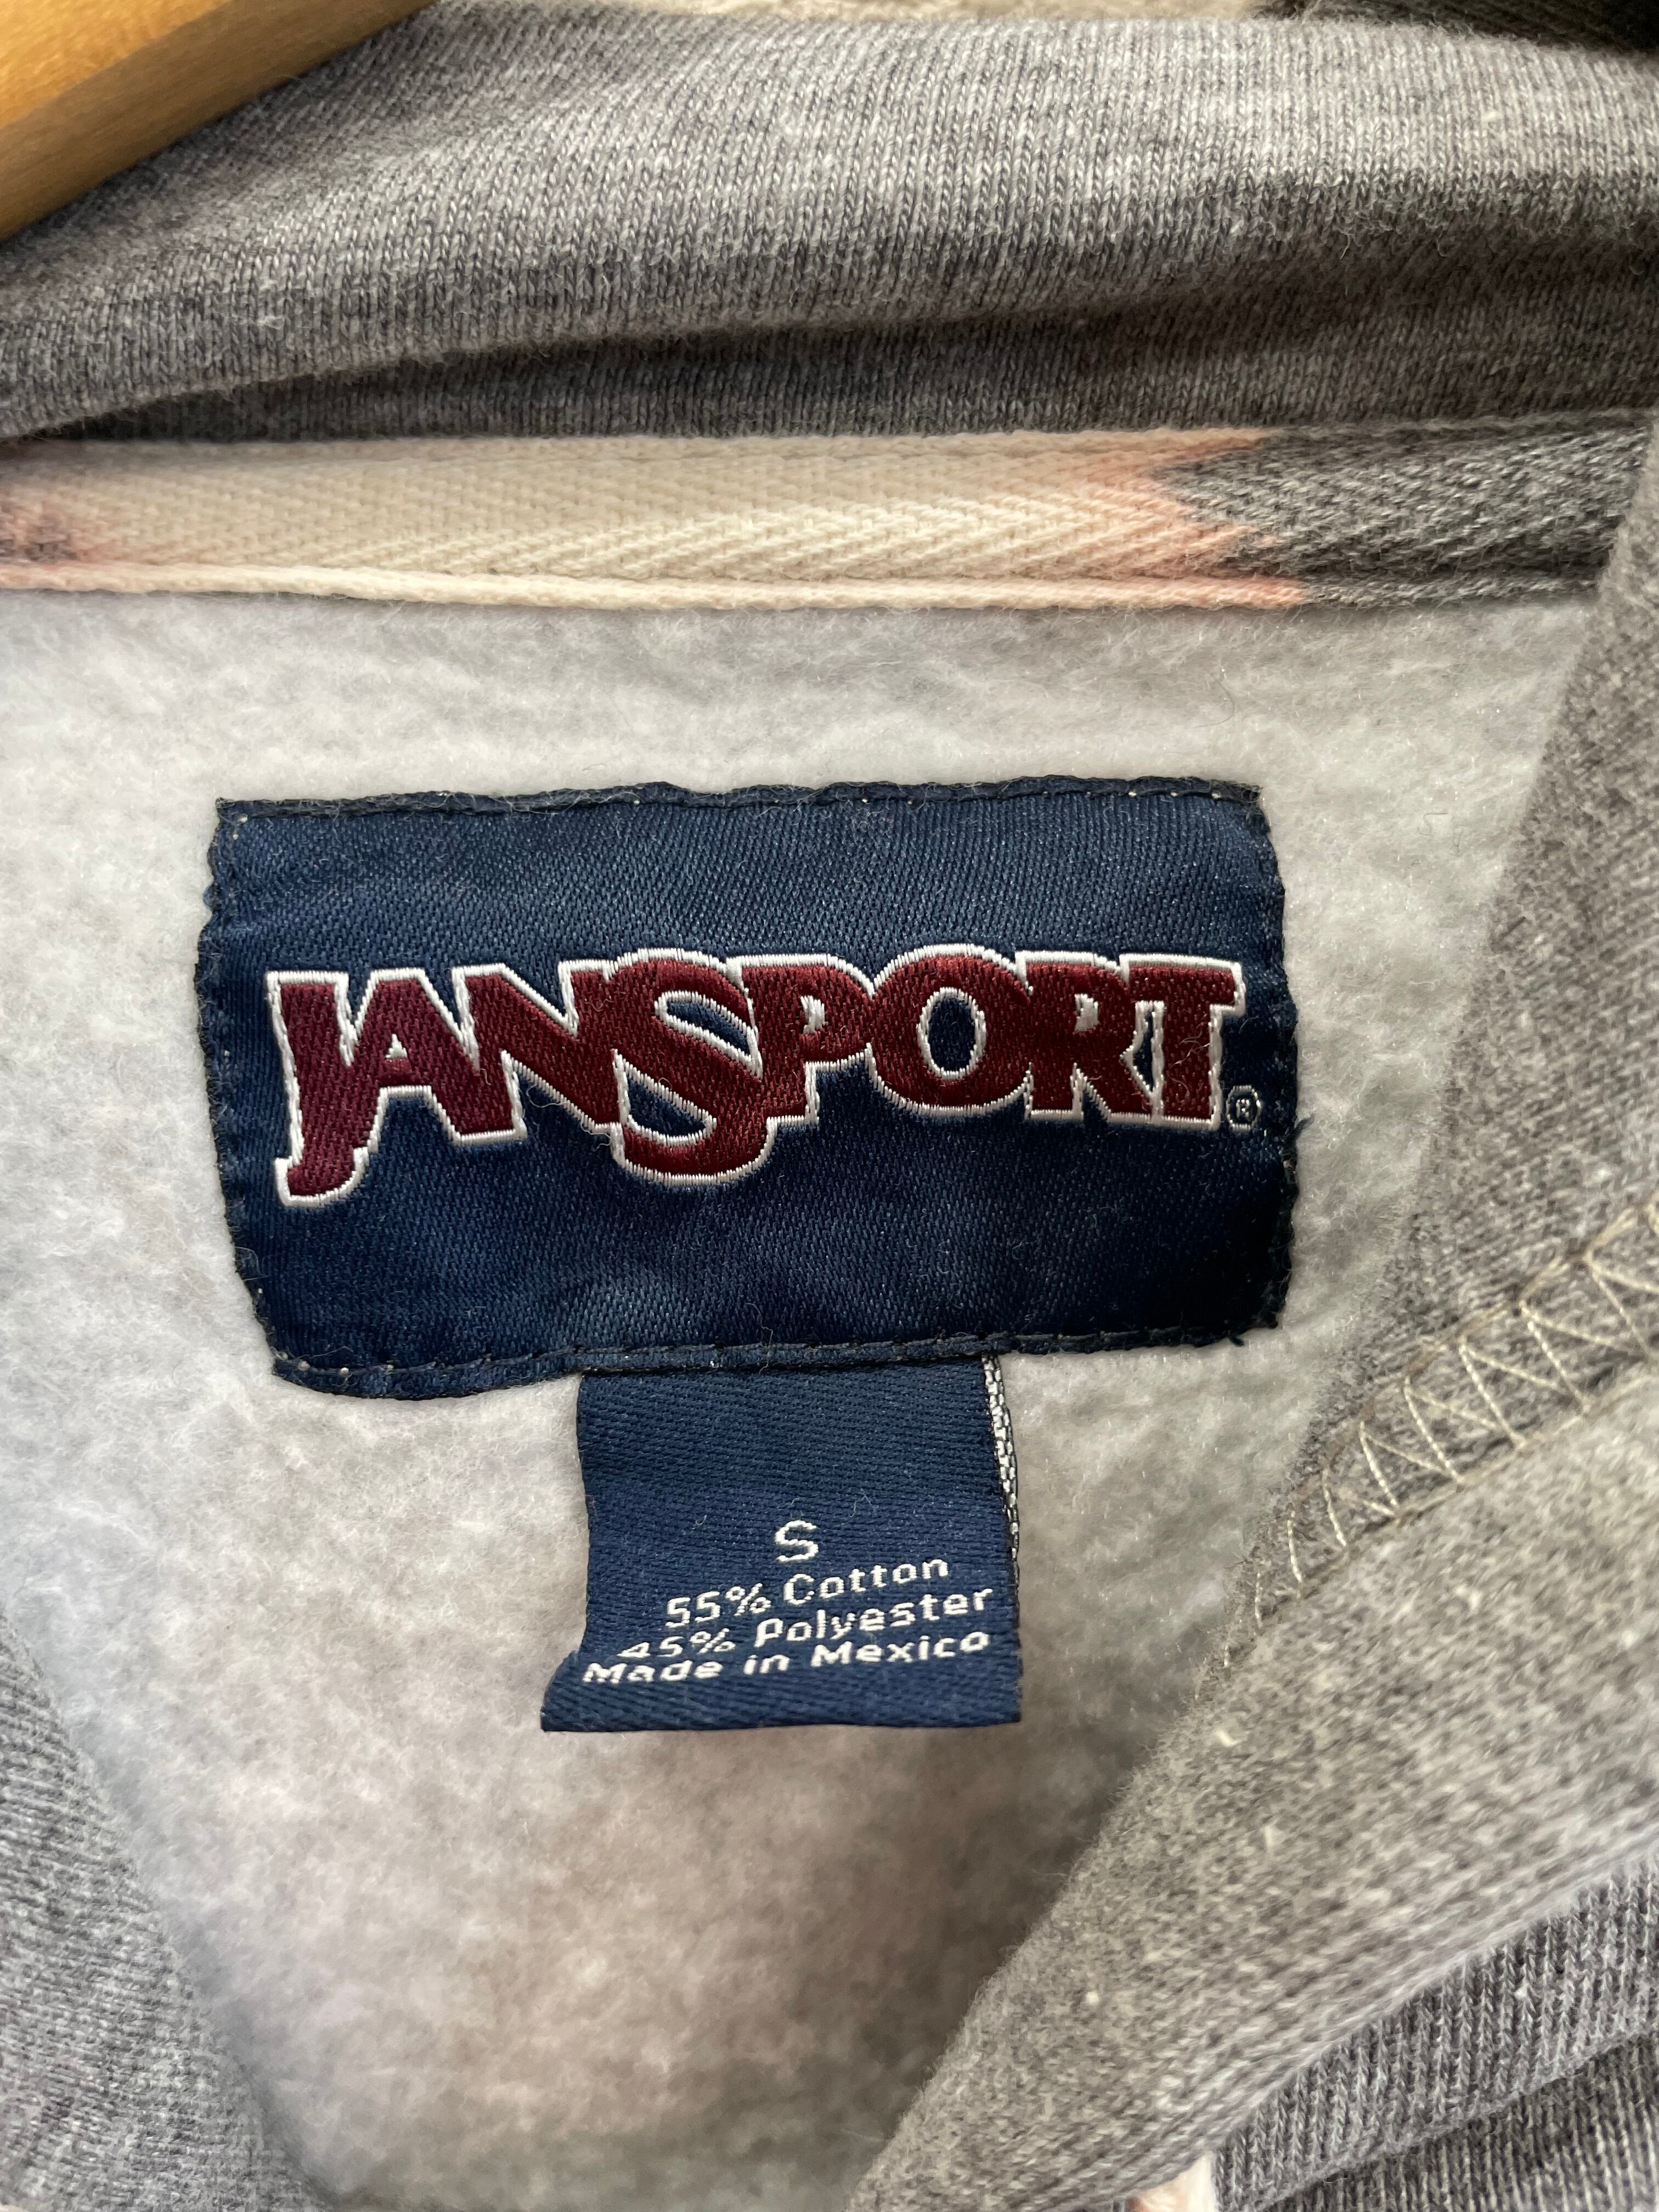 JANSPORT®
S
55% Cotton
45% Polyester
Made in Mexico